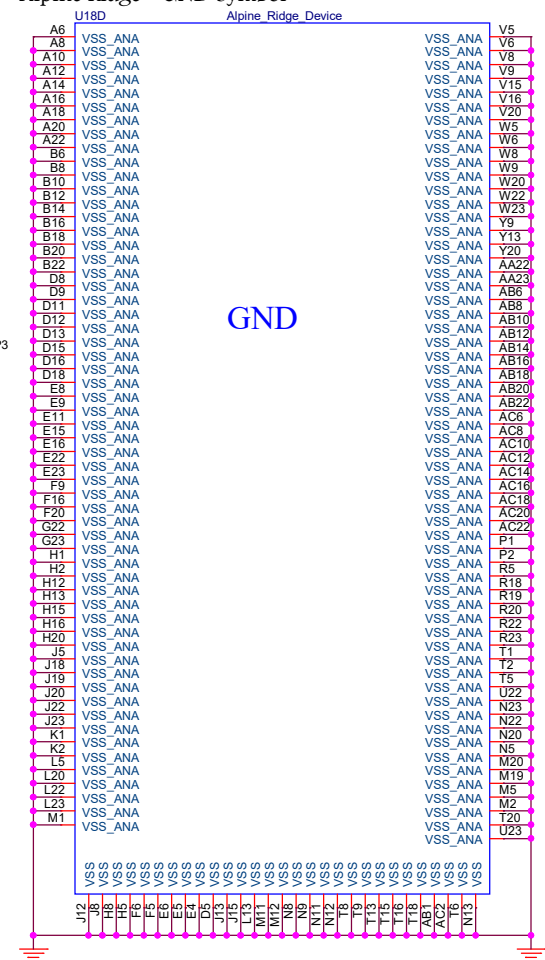 Alpine Ridge GND Symbol
U18D Alpine_Ridge_Device
A6 VSS_ANA VSS_ANA V5
A8 VSS_ANA VSS_ANA V6
A10 VSS_ANA VSS_ANA V8
A12 VSS_ANA VSS_ANA V9
A14 VSS_ANA VSS_ANA V15
A16 VSS_ANA VSS_ANA V16
A18 VSS_ANA VSS_ANA V20
A20 VSS_ANA VSS_ANA W5
A22 VSS_ANA VSS_ANA W6
B6 VSS_ANA VSS_ANA W8
B8 VSS_ANA VSS_ANA W9
B10 VSS_ANA VSS_ANA W20
B12 VSS_ANA VSS_ANA W22
B14 VSS_ANA VSS_ANA W23
B16 VSS_ANA VSS_ANA Y9
B18 VSS_ANA VSS_ANA Y13
B20 VSS_ANA VSS_ANA Y20
B22 VSS_ANA VSS_ANA AA22
D8 VSS_ANA VSS_ANA AA23
D9 VSS_ANA VSS_ANA AB6
D11 VSS_ANA VSS_ANA AB8
GND
D12 VSS_ANA VSS_ANA AB10
D13 VSS_ANA VSS_ANA AB12
D15 VSS_ANA VSS_ANA AB14
D16 VSS_ANA VSS_ANA AB16
D18 VSS_ANA VSS_ANA AB18
E8 VSS_ANA VSS_ANA AB20
E9 VSS_ANA VSS_ANA AB22
E11 VSS_ANA VSS_ANA AC6
E15 VSS_ANA VSS_ANA AC8
E16 VSS_ANA VSS_ANA AC10
E22 VSS_ANA VSS_ANA AC12
E23 VSS_ANA VSS_ANA AC14
F9 VSS_ANA VSS_ANA AC16
F16 VSS_ANA VSS_ANA AC18
F20 VSS_ANA VSS_ANA AC20
G22 VSS_ANA VSS_ANA AC22
G23 VSS_ANA VSS_ANA P1
H1 VSS_ANA VSS_ANA P2
H2 VSS_ANA VSS_ANA R5
H12 VSS_ANA VSS_ANA R18
H13 VSS_ANA VSS_ANA R19
H15 VSS_ANA VSS_ANA R20
H16 VSS_ANA VSS_ANA R22
H20 VSS_ANA VSS_ANA R23
J5 VSS_ANA VSS_ANA T1
J18 VSS_ANA VSS_ANA T2
J19 VSS_ANA VSS_ANA T5
J20 VSS_ANA VSS_ANA U22
J22 VSS_ANA VSS_ANA N23
J23 VSS_ANA VSS_ANA N22
K1 VSS_ANA VSS_ANA N20
K2 VSS_ANA VSS_ANA N5
L5 VSS_ANA VSS_ANA M20
L20 VSS_ANA VSS_ANA M19
L22 VSS_ANA VSS_ANA M5
L23 VSS_ANA VSS_ANA M2
M1 VSS_ANA VSS_ANA T20
VSS_ANA U23
VSS VSS VSS VSS VSS VSS VSS VSS VSS VSS VSS VSS VSS VSS VSS VSS VSS VSS VSS VSS VSS VSS VSS VSS VSS VSS VSS VSS VSS
J12 J8 H8 H5 F6 F5 E6 E5 E4 D5 J13 J15 L13 M11 M12 N8 N9 N11 N12 T8 T9 T13 T15 T16 T18 AB1 AC2 T6 N13